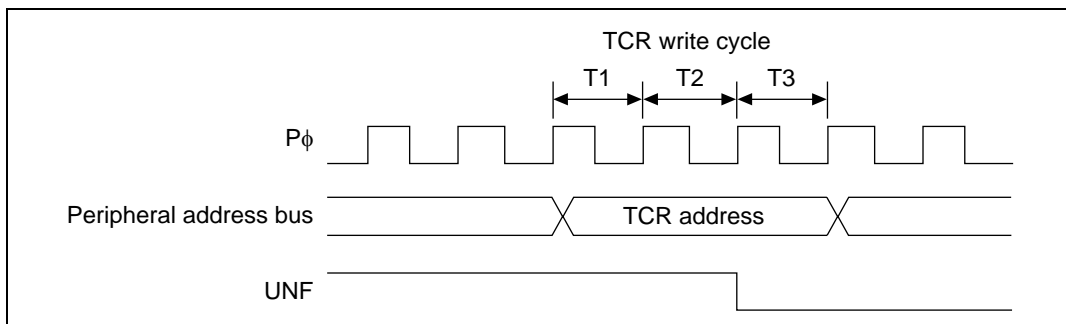 TCR write cycle
T1 T2 T3
Pϕ
Peripheral address bus
TCR address
UNF